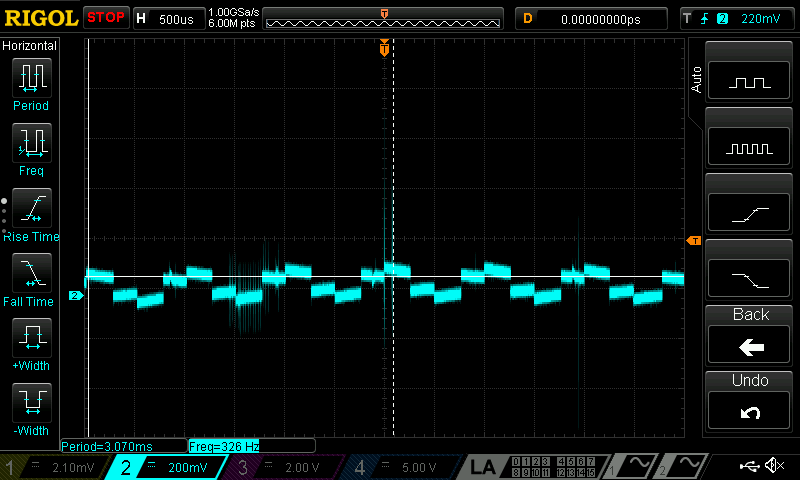 RIGOL STOP H 500us 1.00GSa/s 6.00M pts T D 0.00000000ps T 2 220mV
Horizontal
Period
Freq
Rise Time
Fall Time
+Width
-Width
T
T
2
Auto
Back
Undo
Period=3.070ms Freq=326 Hz
1 2.10mV 2 200mV 3 2.00 V 4 5.00 V LA 0 1 2 3 4 5 6 7 8 9 10 11 12 13 14 15 1 2